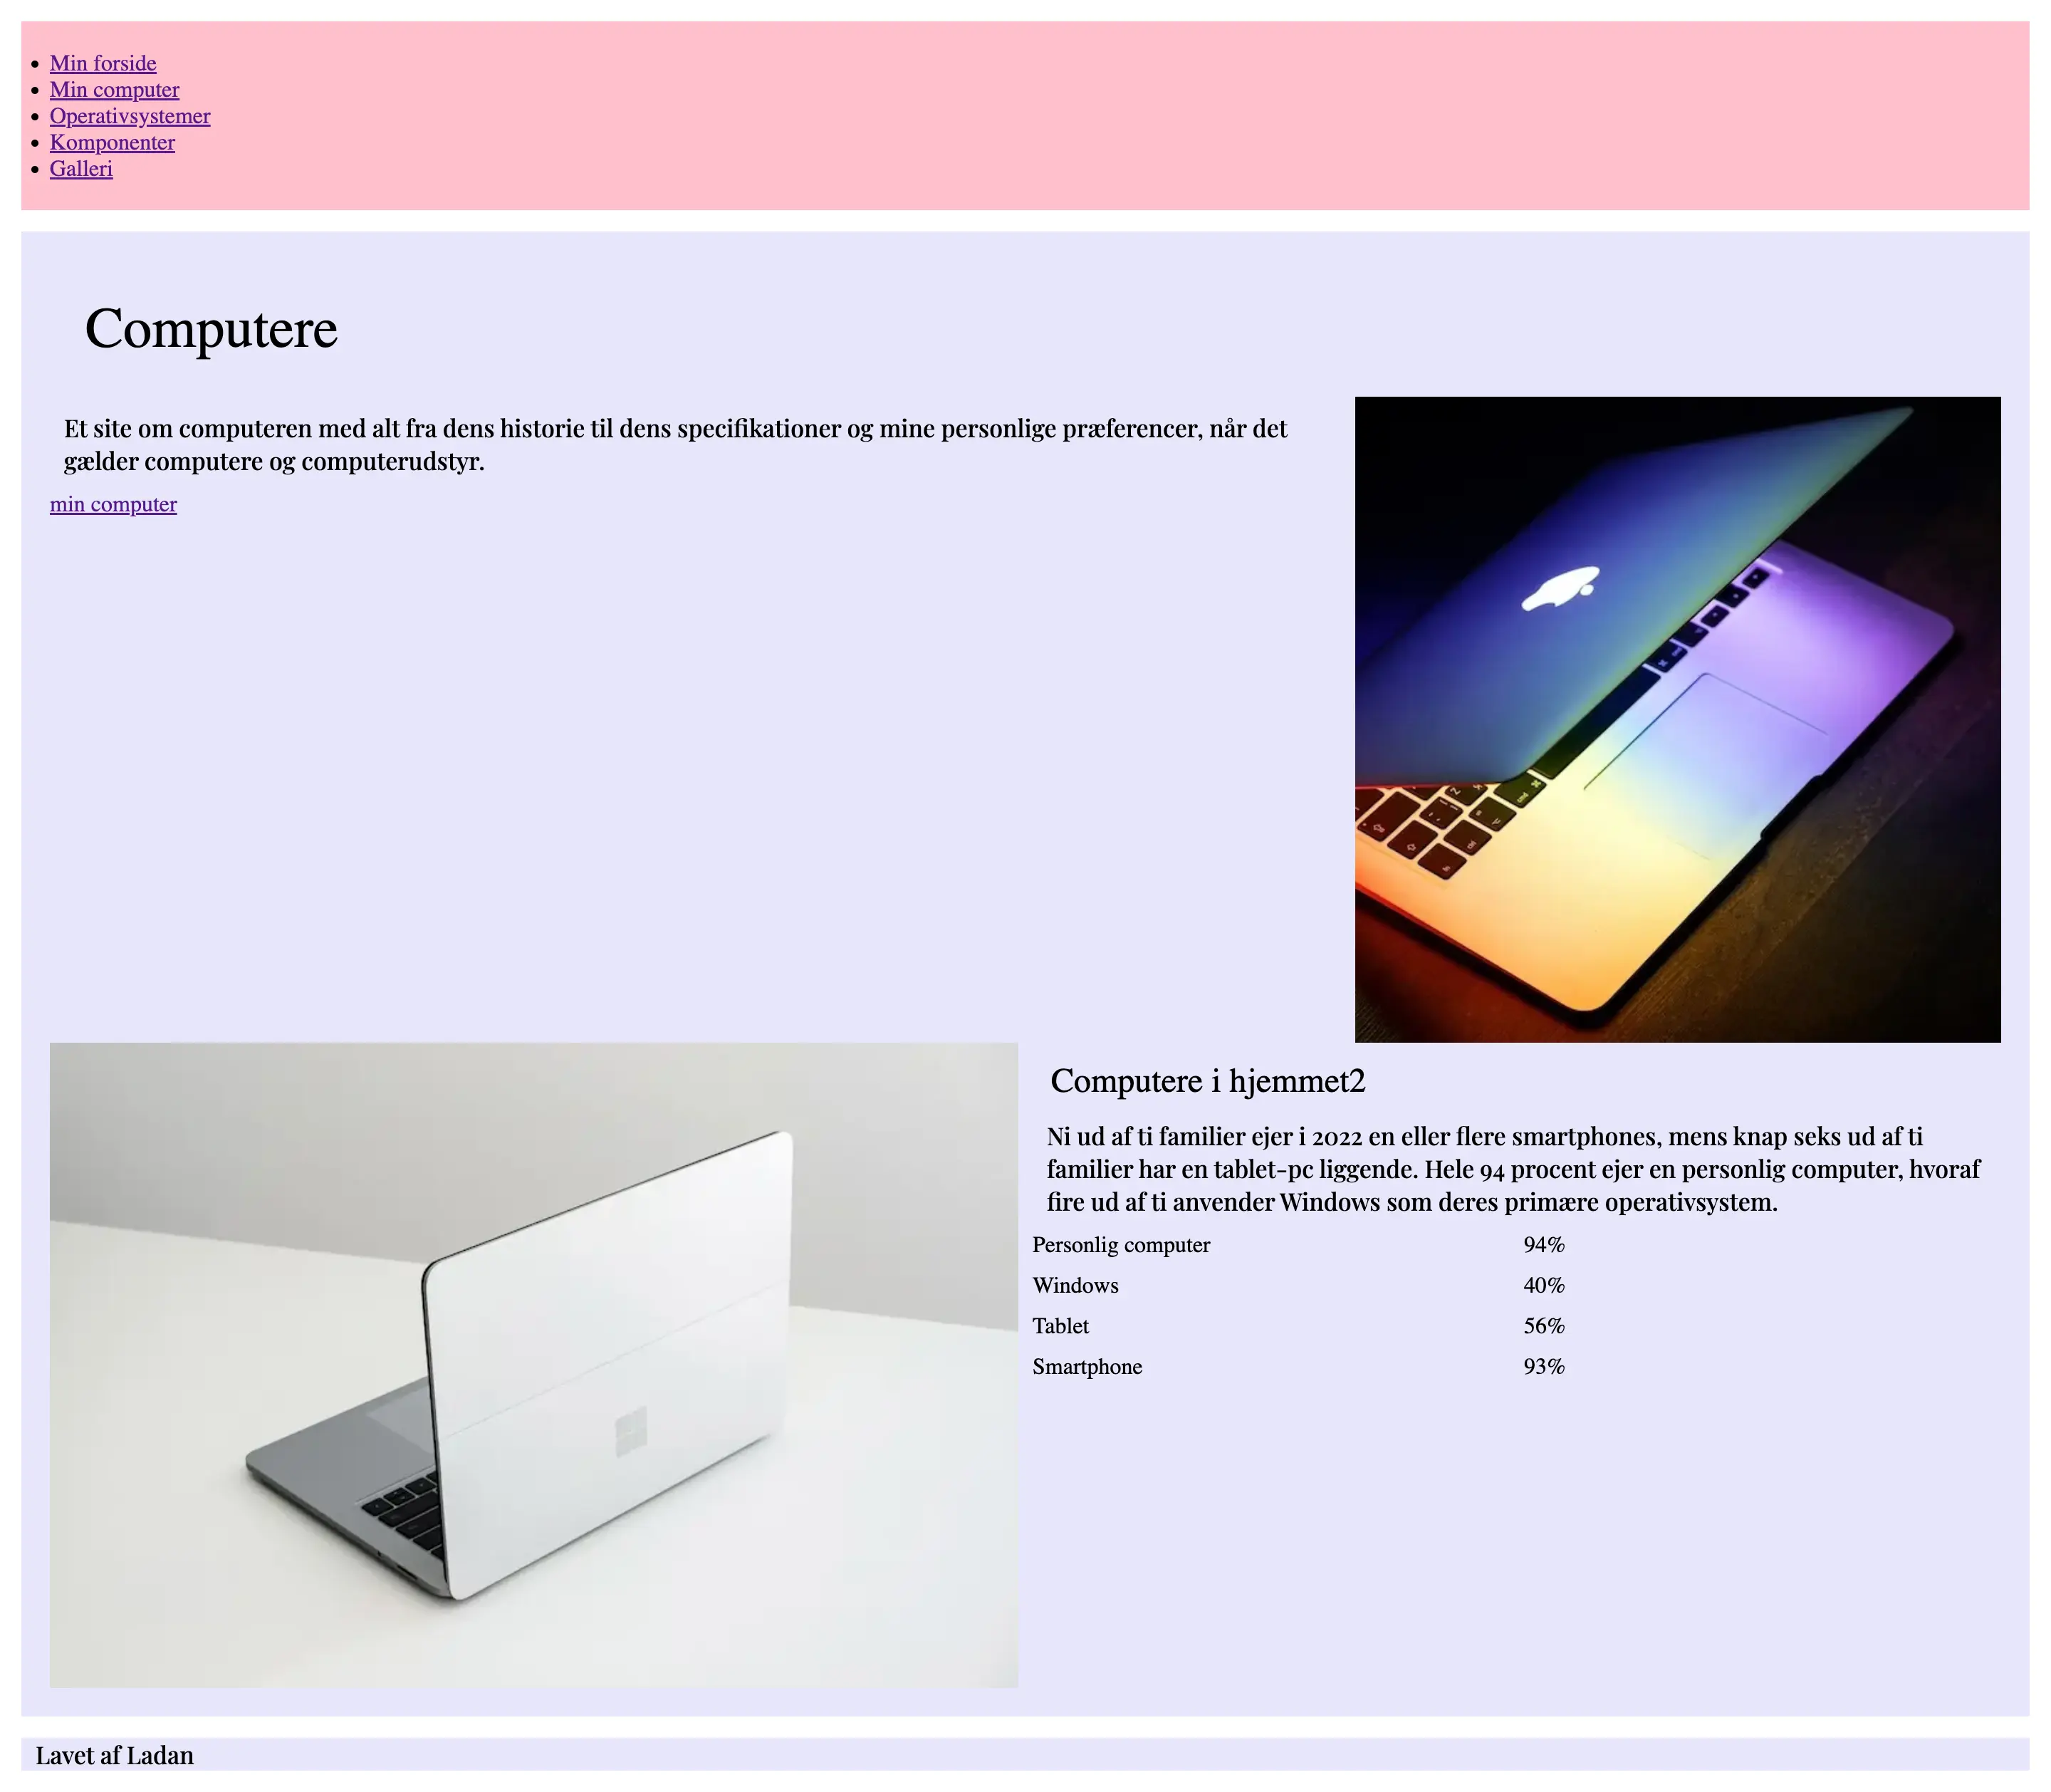 Min forside
Min computer
Operativsystemer
Komponenter
Galleri
Computere
Et site om computeren med alt fra dens historie til dens specifikationer og mine personlige præferencer, når det
gælder computere og computerudstyr.
min computer
Computere i hjemmet2
Ni ud af ti familier ejer i 2022 en eller flere smartphones, mens knap seks ud af ti
familier har en tablet-pc liggende. Hele 94 procent ejer en personlig computer, hvoraf
fire ud af ti anvender Windows som deres primære operativsystem.
Personlig computer 94%
Windows 40%
Tablet 56%
Smartphone 93%
Lavet af Ladan